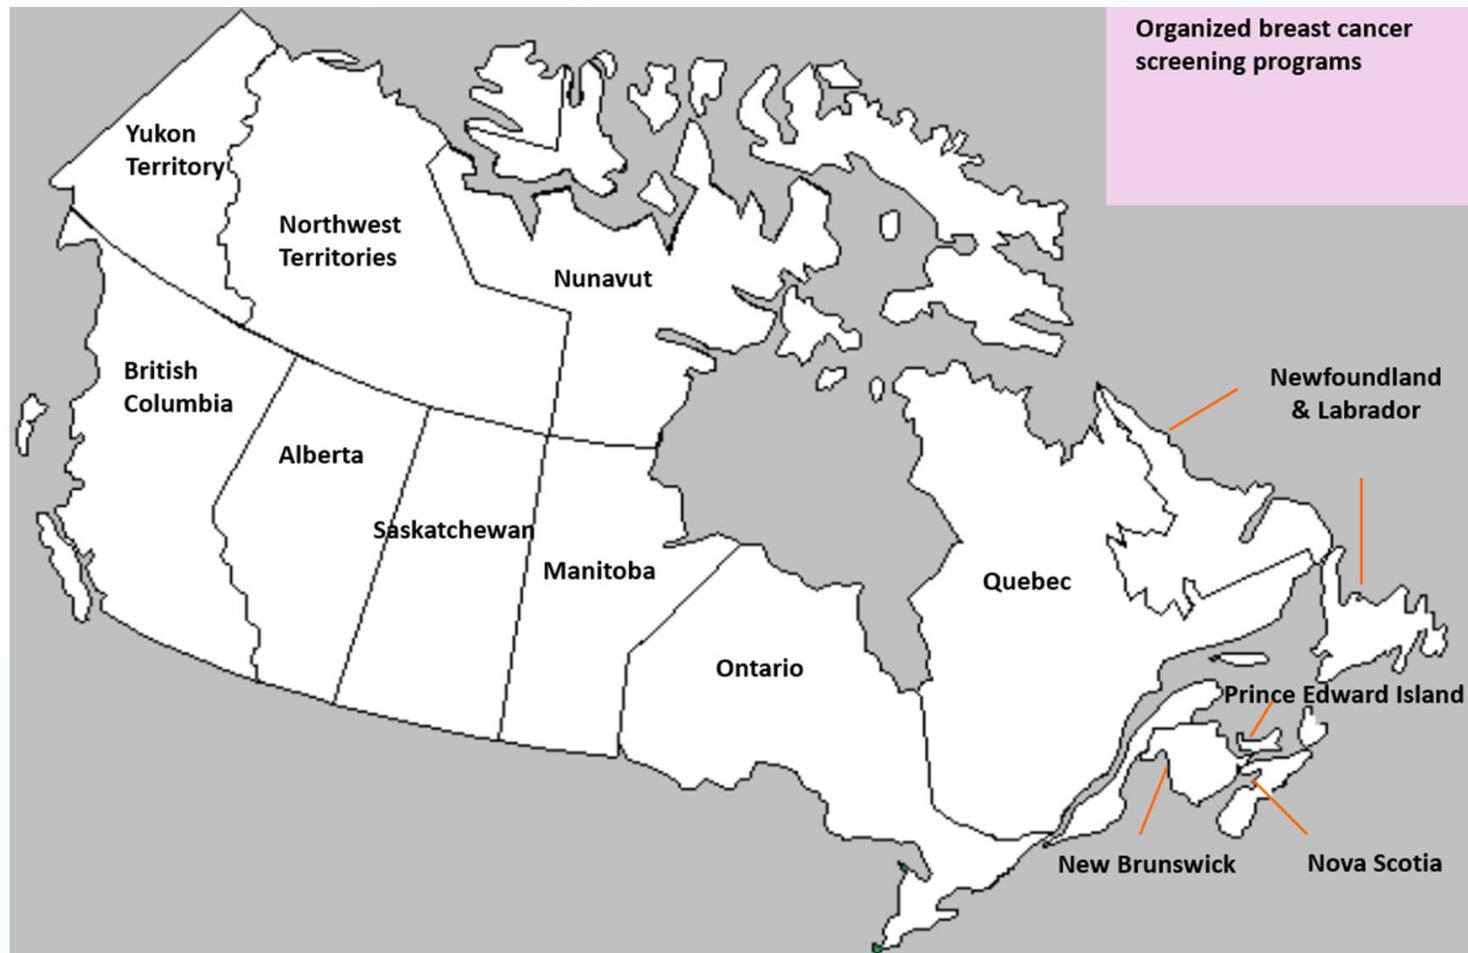 Organized breast cancer
screening programs
Yukon
Territory
Northwest
Territories
Nunavut
British
Columbia
Newfoundland
& Labrador
Alberta
Saskatchewan
Manitoba
Quebec
Ontario
Prince Edward Island
New Brunswick
Nova Scotia